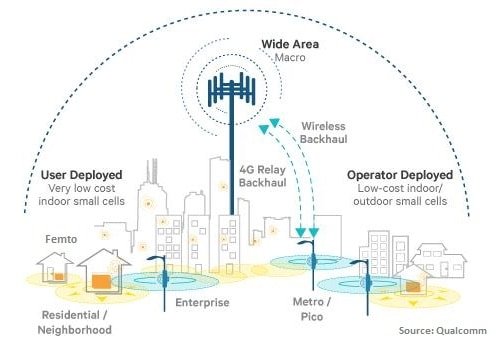 Wide Area
Macro
Wireless
Backhaul
4G Relay
Backhaul
User Deployed
Very low cost
indoor small cells
Operator Deployed
Low-cost indoor/
outdoor small cells
Femto
Residential /
Neighborhood
Enterprise
Metro /
Pico
Source: Qualcomm